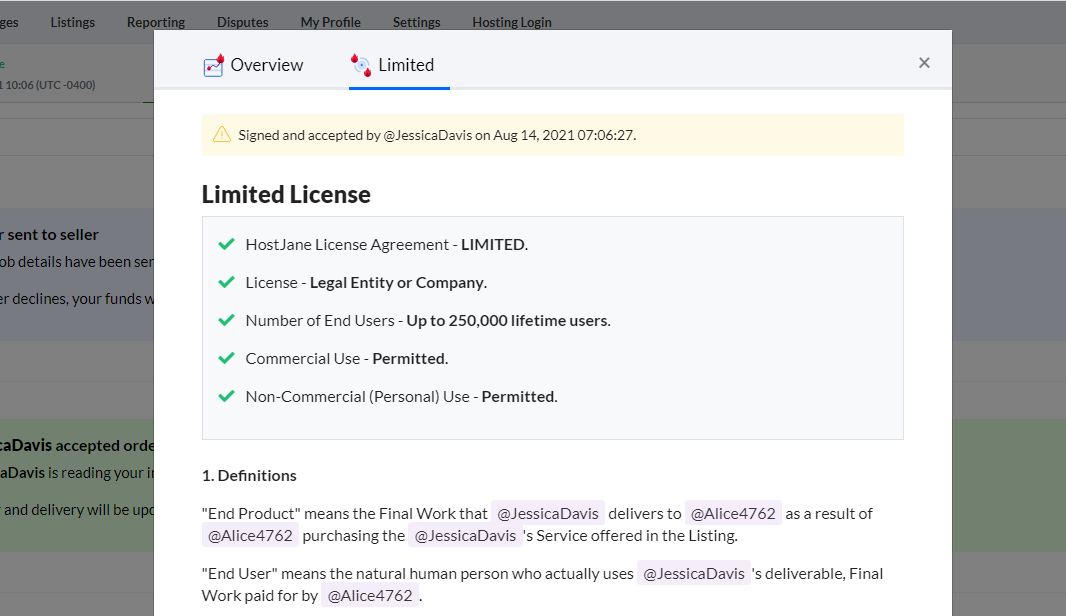 ges Listings Reporting Disputes My Profile Settings Hosting Login
Overview Limited ×
e
10:06 (UTC -0400)
Signed and accepted by @JessicaDavis on Aug 14, 2021 07:06:27.
Limited License
r sent to seller
HostJane License Agreement - LIMITED.
ob details have been ser
License - Legal Entity or Company.
er declines, your funds w
Number of End Users - Up to 250,000 lifetime users.
Commercial Use - Permitted.
Non-Commercial (Personal) Use - Permitted.
caDavis accepted orde
aDavis is reading your i
1. Definitions
and delivery will be upd
"End Product" means the Final Work that @JessicaDavis delivers to @Alice4762 as a result of
@Alice4762 purchasing the @JessicaDavis 's Service offered in the Listing.
"End User" means the natural human person who actually uses @JessicaDavis 's deliverable, Final
Work paid for by @Alice4762 .